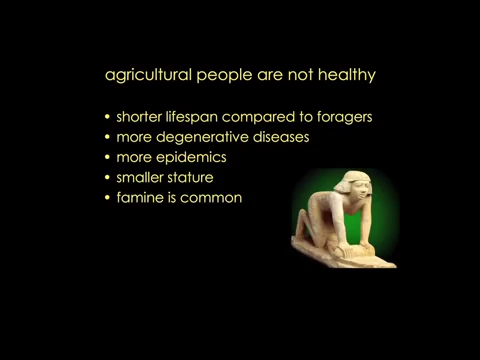 agricultural people are not healthy
• shorter lifespan compared to foragers
• more degenerative diseases
• more epidemics
• smaller stature
• famine is common